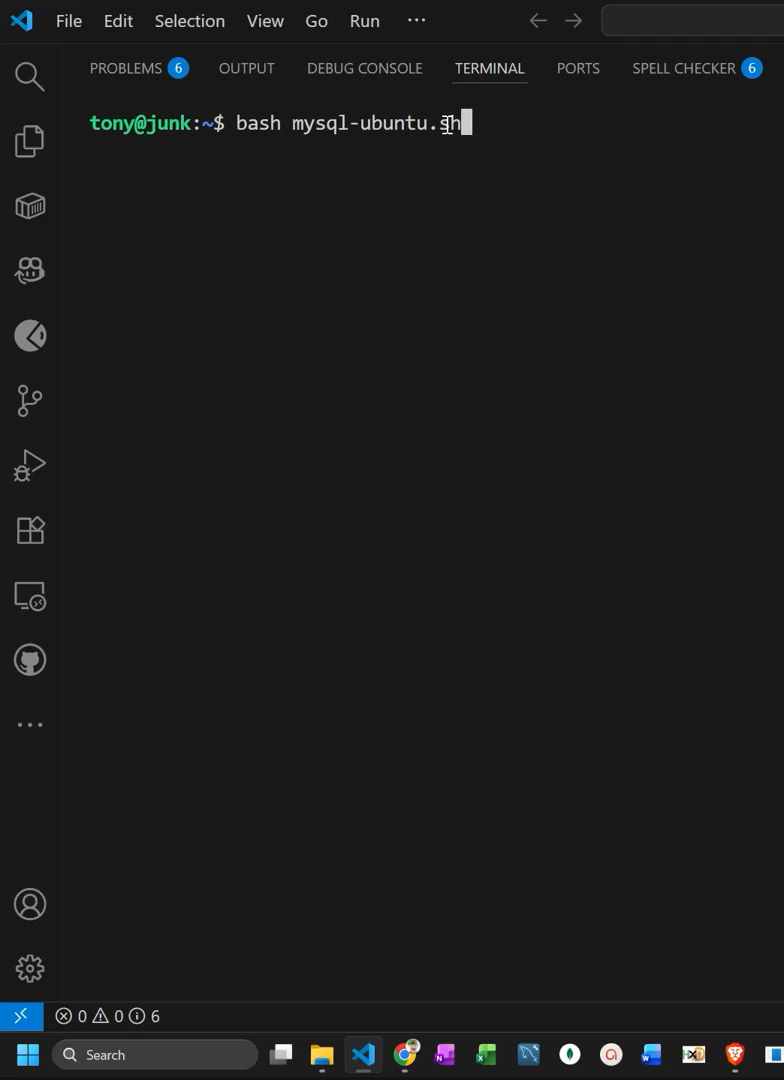 File Edit Selection View Go Run ···
PROBLEMS 6 OUTPUT DEBUG CONSOLE TERMINAL PORTS SPELL CHECKER 6
tony@junk:~$ bash mysql-ubuntu.sh
0 0 6
Search